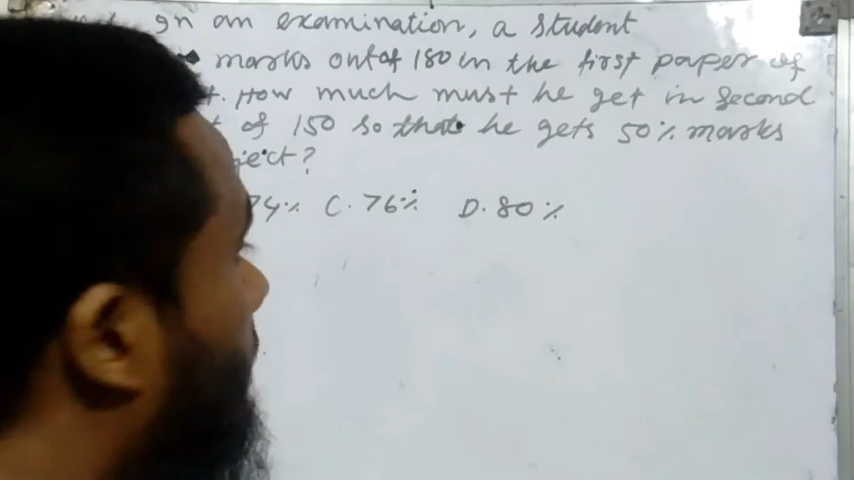 In an examination, a student
marks out of 180 in the first paper of
t. How much must he get in second
t of 150 so that he gets 50% marks
ject?
74% C. 76% D. 80%